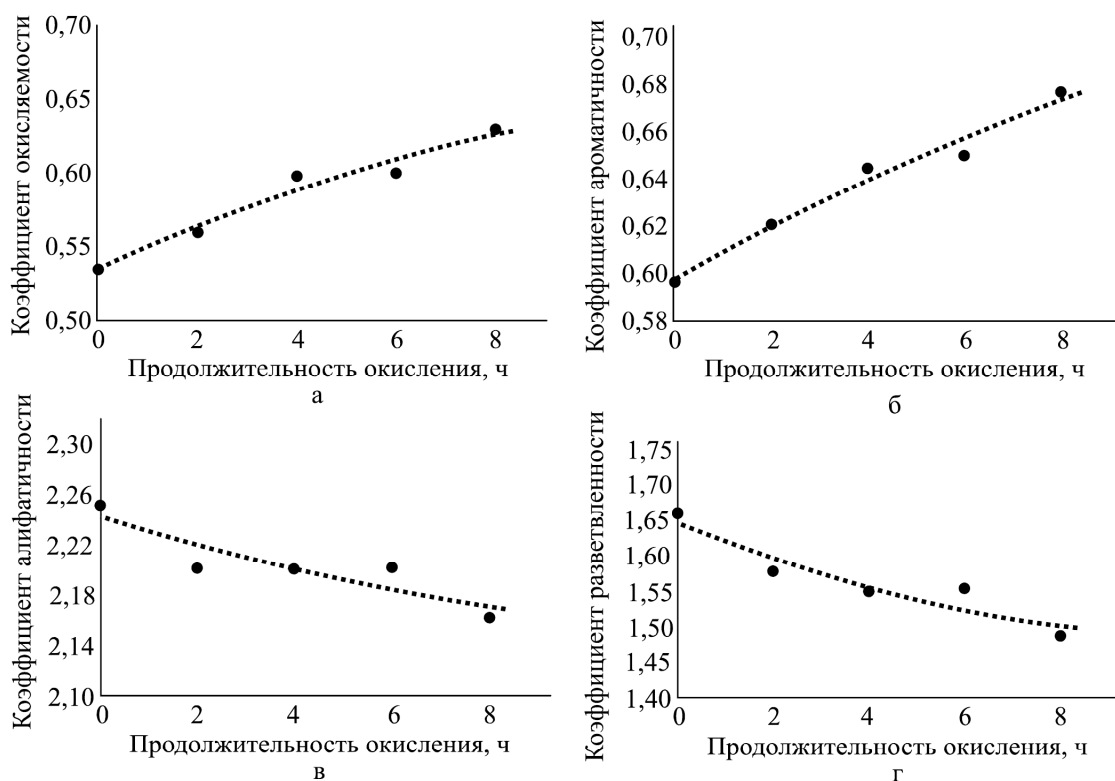 Коэффициент окисляемости
0,70
0,65
0,60
0,55
0,50
0 2 4 6 8
Продолжительность окисления, ч
а
Коэффициент ароматичности
0,70
0,68
0,66
0,64
0,62
0,60
0,58
0 2 4 6 8
Продолжительность окисления, ч
б
Коэффициент алифатичности
2,30
2,26
2,22
2,18
2,14
2,10
0 2 4 6 8
Продолжительность окисления, ч
в
Коэффициент разветвленности
1,75
1,70
1,65
1,60
1,55
1,50
1,45
1,40
0 2 4 6 8
Продолжительность окисления, ч
г